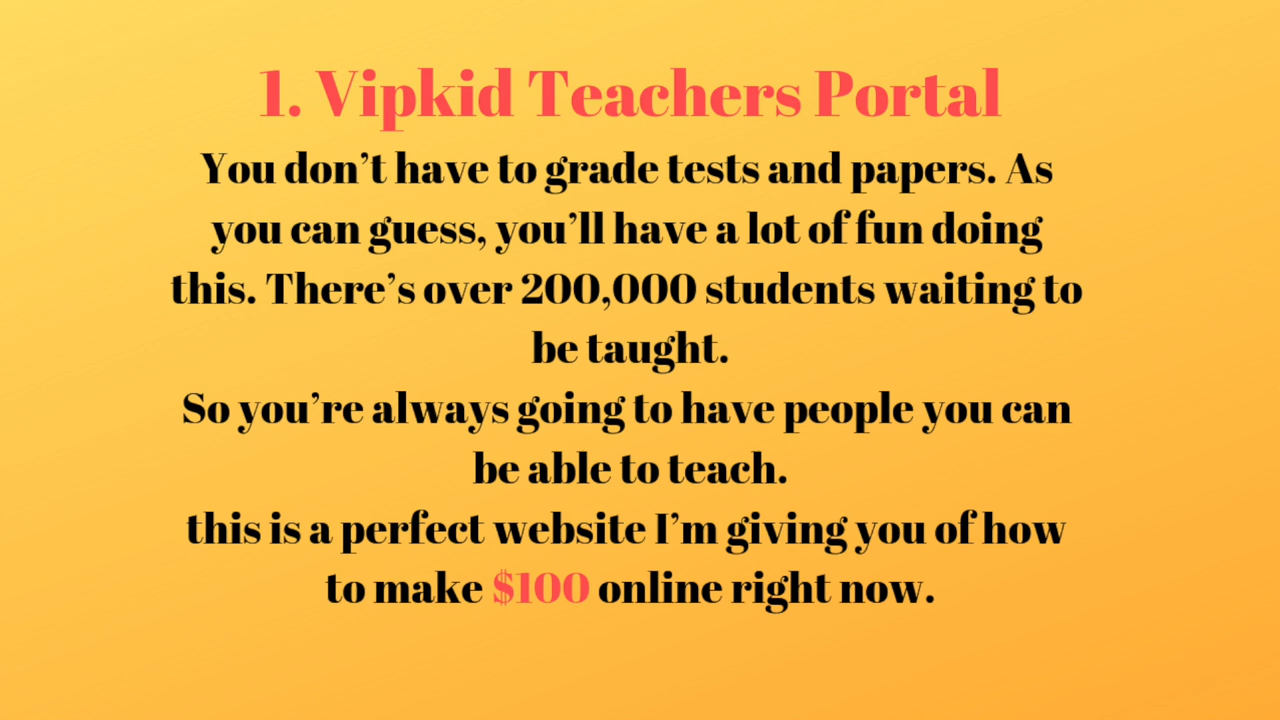 1. Vipkid Teachers Portal
You don’t have to grade tests and papers. As
you can guess, you’ll have a lot of fun doing
this. There’s over 200,000 students waiting to
be taught.
So you’re always going to have people you can
be able to teach.
this is a perfect website I’m giving you of how
to make $100 online right now.